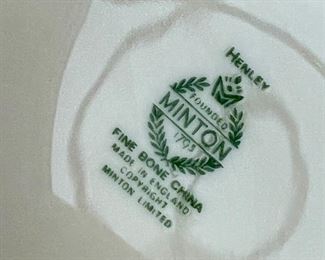 HENLEY
FOUNDED
MINTON
1793
FINE BONE CHINA
MADE IN ENGLAND
COPYRIGHT
MINTON LIMITED